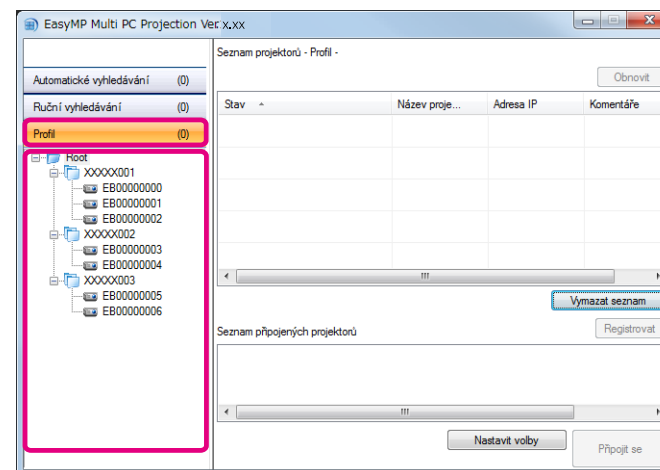 EasyMP Multi PC Projection Ver. x.xx
Seznam projektorů - Profil -
Automatické vyhledávání (0)
Obnovit
Ruční vyhledávání (0)
Stav Název proje... Adresa IP Komentáře
Profil (0)
Root
XXXXX001
EB00000000
EB00000001
EB00000002
XXXXX002
EB00000003
EB00000004
XXXXX003
EB00000005
EB00000006
Vymazat seznam
Seznam připojených projektorů
Registrovat
Nastavit volby
Připojit se